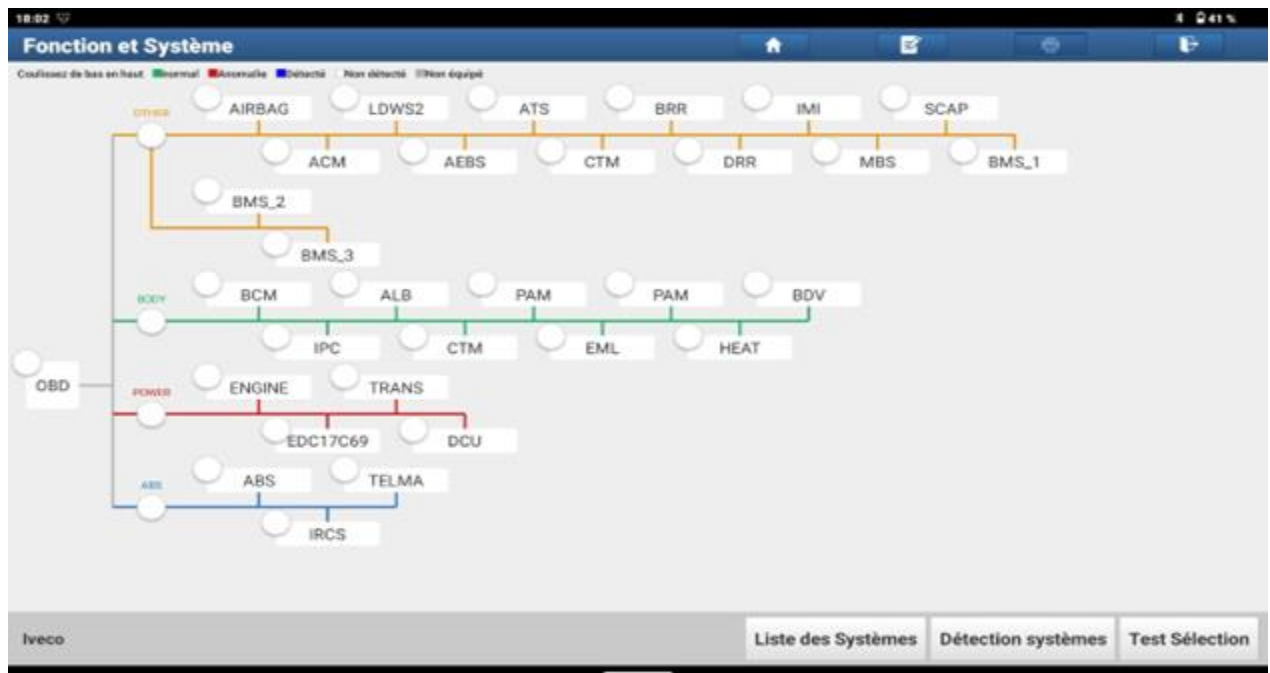 18:02 41 %
Fonction et Système
Coulissez de bas en haut Normal Anomalie Détecté Non détecté Non équipé
OTHER AIRBAG LDWS2 ATS BRR IMI SCAP
ACM AEBS CTM DRR MBS BMS_1
BMS_2
BMS_3
BODY BCM ALB PAM PAM BDV
IPC CTM EML HEAT
OBD
POWER ENGINE TRANS
EDC17C69 DCU
ABS ABS TELMA
IRCS
Iveco Liste des Systèmes Détection systèmes Test Sélection